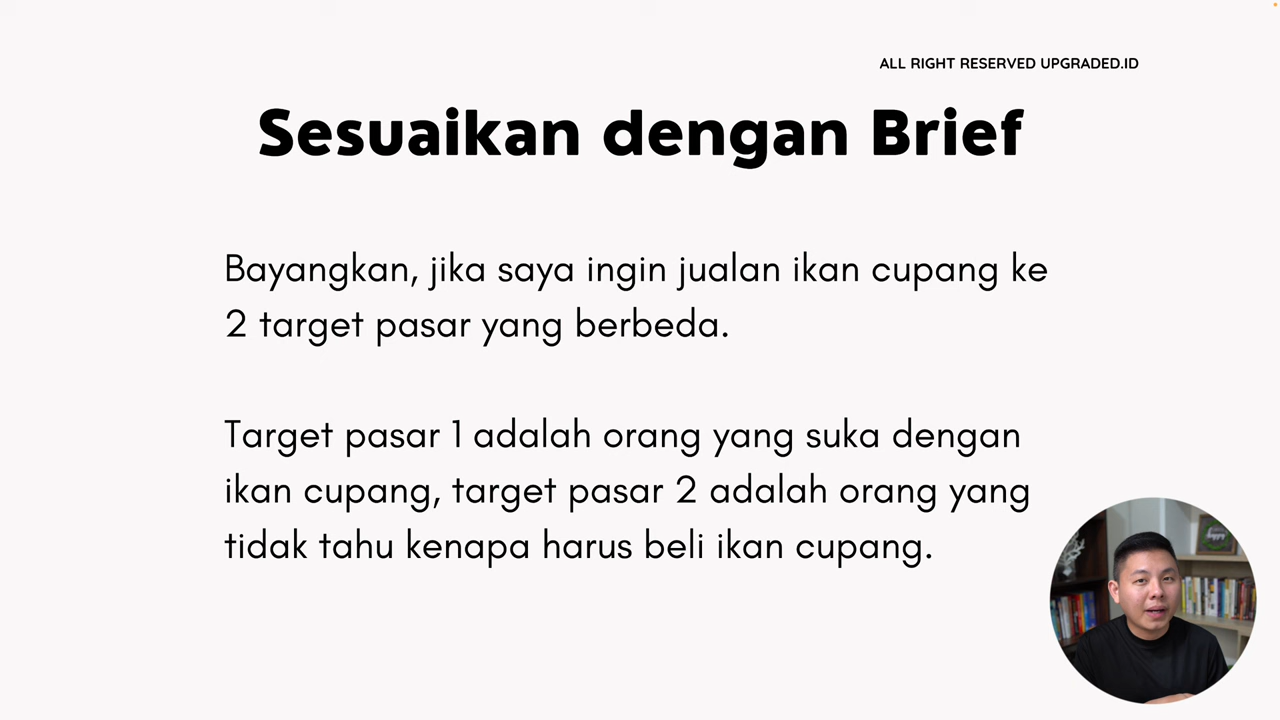 ALL RIGHT RESERVED UPGRADED.ID
Sesuaikan dengan Brief
Bayangkan, jika saya ingin jualan ikan cupang ke
2 target pasar yang berbeda.
Target pasar 1 adalah orang yang suka dengan
ikan cupang, target pasar 2 adalah orang yang
tidak tahu kenapa harus beli ikan cupang.